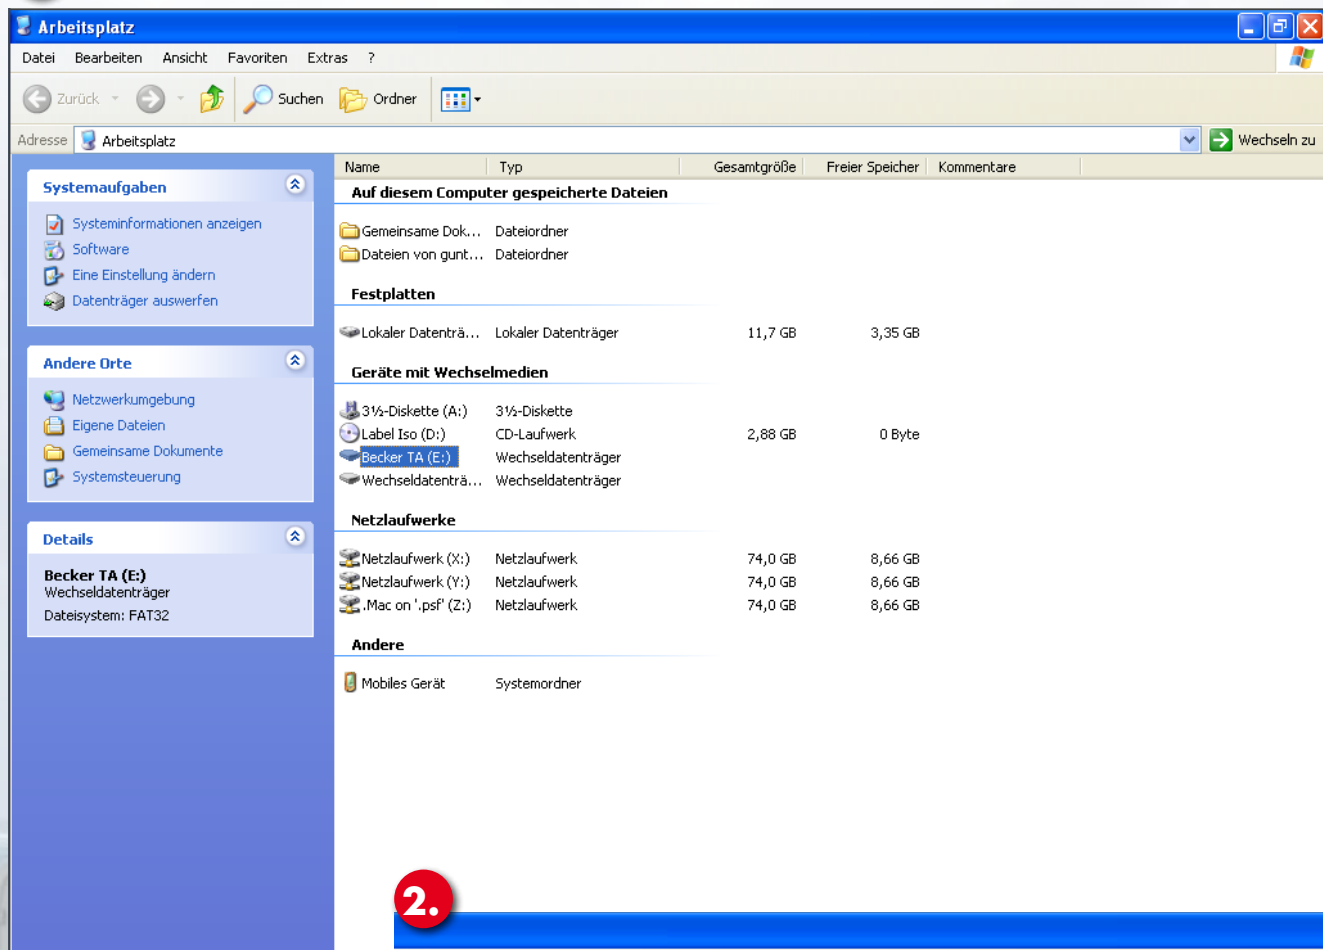 Arbeitsplatz
Datei Bearbeiten Ansicht Favoriten Extras ?
Zurück Suchen Ordner
Adresse Arbeitsplatz Wechseln zu
Systemaufgaben
Systeminformationen anzeigen
Software
Eine Einstellung ändern
Datenträger auswerfen
Andere Orte
Netzwerkumgebung
Eigene Dateien
Gemeinsame Dokumente
Systemsteuerung
Details
Becker TA (E:)
Wechseldatenträger
Dateisystem: FAT32
Name Typ Gesamtgröße Freier Speicher Kommentare
Auf diesem Computer gespeicherte Dateien
Gemeinsame Dok... Dateiordner
Dateien von gunt... Dateiordner
Festplatten
Lokaler Datenträ... Lokaler Datenträger 11,7 GB 3,35 GB
Geräte mit Wechselmedien
3½-Diskette (A:) 3½-Diskette
Label Iso (D:) CD-Laufwerk 2,88 GB 0 Byte
Becker TA (E:) Wechseldatenträger
Wechseldatenträ... Wechseldatenträger
Netzlaufwerke
Netzlaufwerk (X:) Netzlaufwerk 74,0 GB 8,66 GB
Netzlaufwerk (Y:) Netzlaufwerk 74,0 GB 8,66 GB
.Mac on '.psf' (Z:) Netzlaufwerk 74,0 GB 8,66 GB
Andere
Mobiles Gerät Systemordner
2.